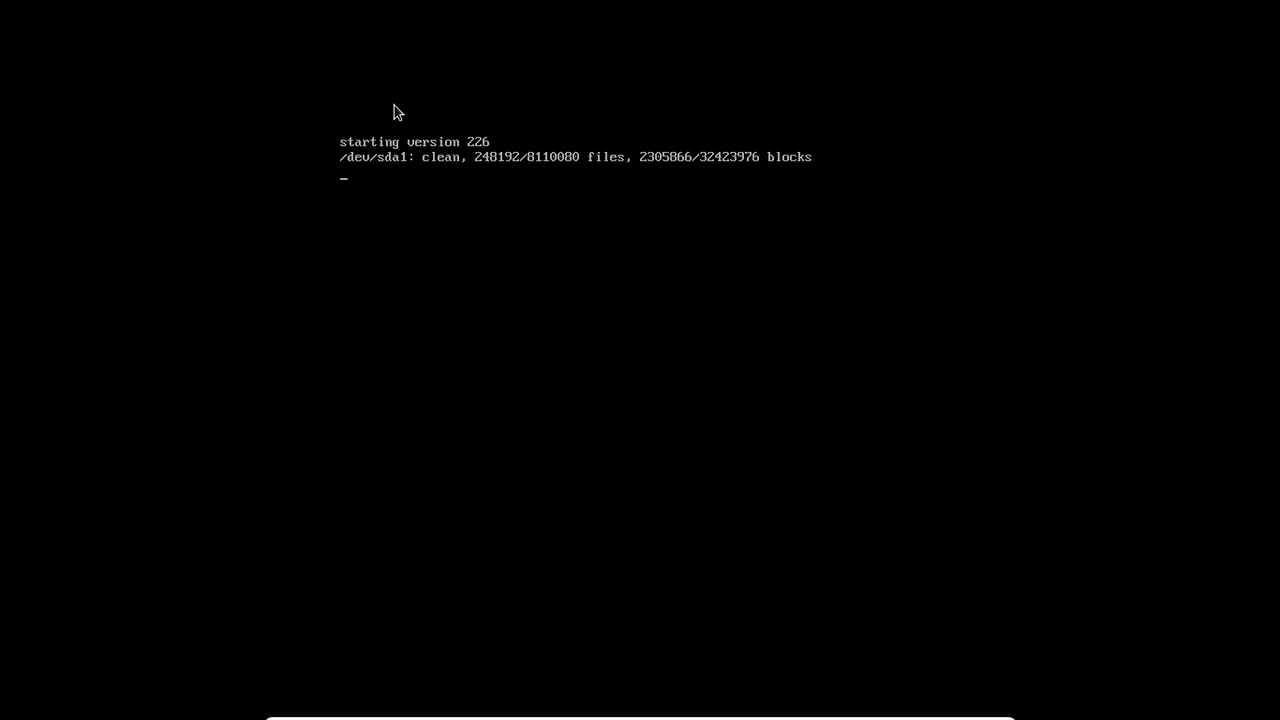 starting version 226
/dev/sda1: clean, 248192/8110080 files, 2305866/32423976 blocks
_